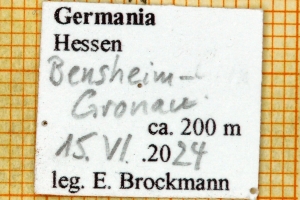 Germania
Hessen
Bensheim-
Gronau
ca. 200 m
15. VI. .2024
leg. E. Brockmann